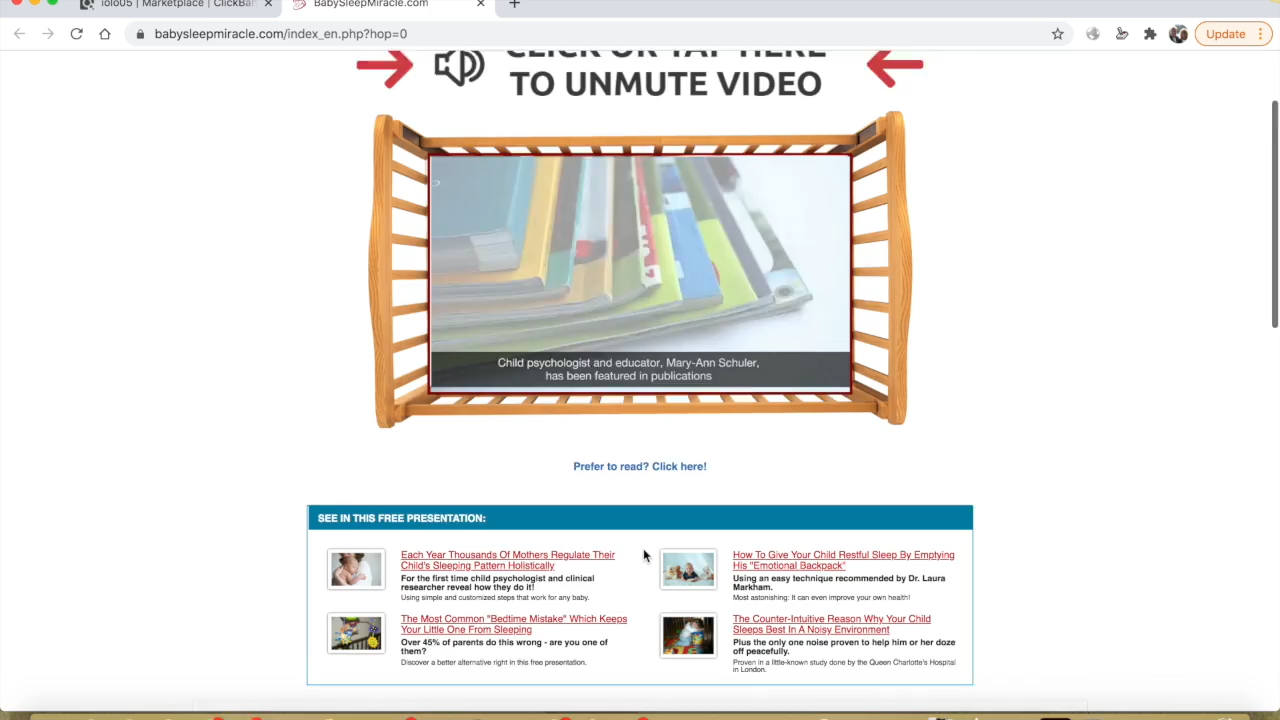 iolo05 | Marketplace | ClickBan
BabySleepMiracle.com
babysleepmiracle.com/index_en.php?hop=0
Update
CLICK OR TAP HERE
TO UNMUTE VIDEO
Child psychologist and educator, Mary-Ann Schuler,
has been featured in publications
Prefer to read? Click here!
SEE IN THIS FREE PRESENTATION:
Each Year Thousands Of Mothers Regulate Their
Child's Sleeping Pattern Holistically
For the first time child psychologist and clinical
researcher reveal how they do it!
Using simple and customized steps that work for any baby.
How To Give Your Child Restful Sleep By Emptying
His "Emotional Backpack"
Using an easy technique recommended by Dr. Laura
Markham.
Most astonishing: It can even improve your own health!
The Most Common "Bedtime Mistake" Which Keeps
Your Little One From Sleeping
Over 45% of parents do this wrong - are you one of
them?
Discover a better alternative right in this free presentation.
The Counter-Intuitive Reason Why Your Child
Sleeps Best In A Noisy Environment
Plus the only one noise proven to help him or her doze
off peacefully.
Proven in a little-known study done by the Queen Charlotte's Hospital
in London.